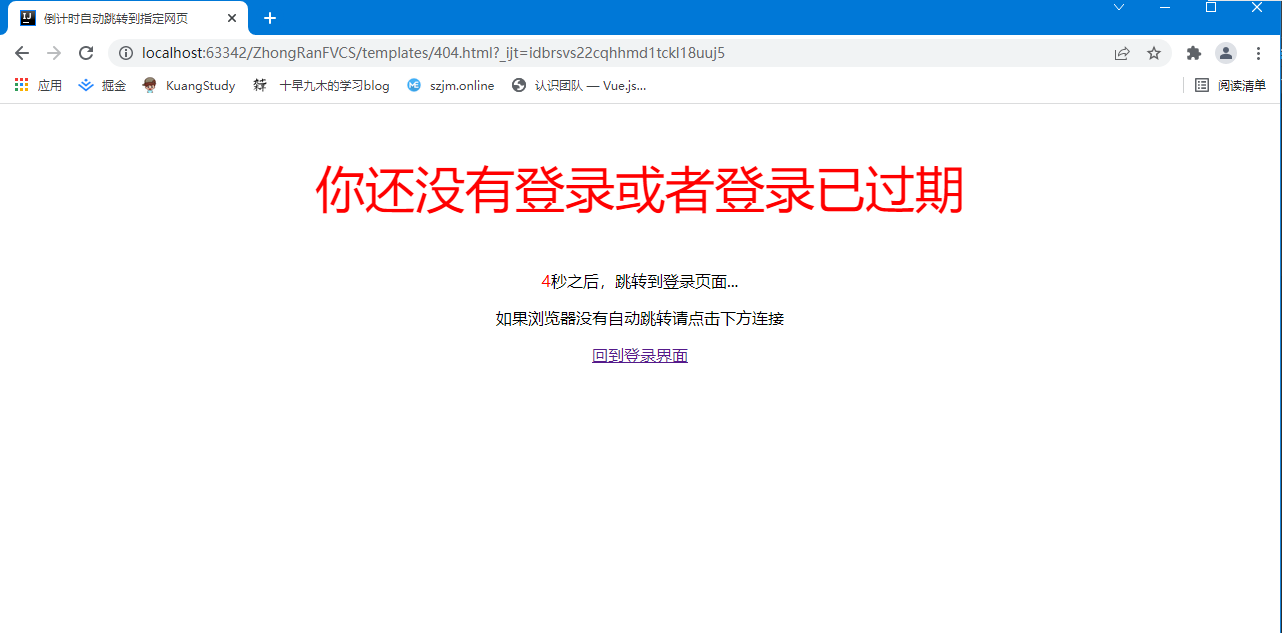 倒计时自动跳转到指定网页
localhost:63342/ZhongRanFVCS/templates/404.html?_ijt=idbrsvs22cqhhmd1tckl18uuj5
应用 掘金 KuangStudy 十早九木的学习blog szjm.online 认识团队 — Vue.js... 阅读清单
你还没有登录或者登录已过期
4秒之后，跳转到登录页面...
如果浏览器没有自动跳转请点击下方连接
回到登录界面